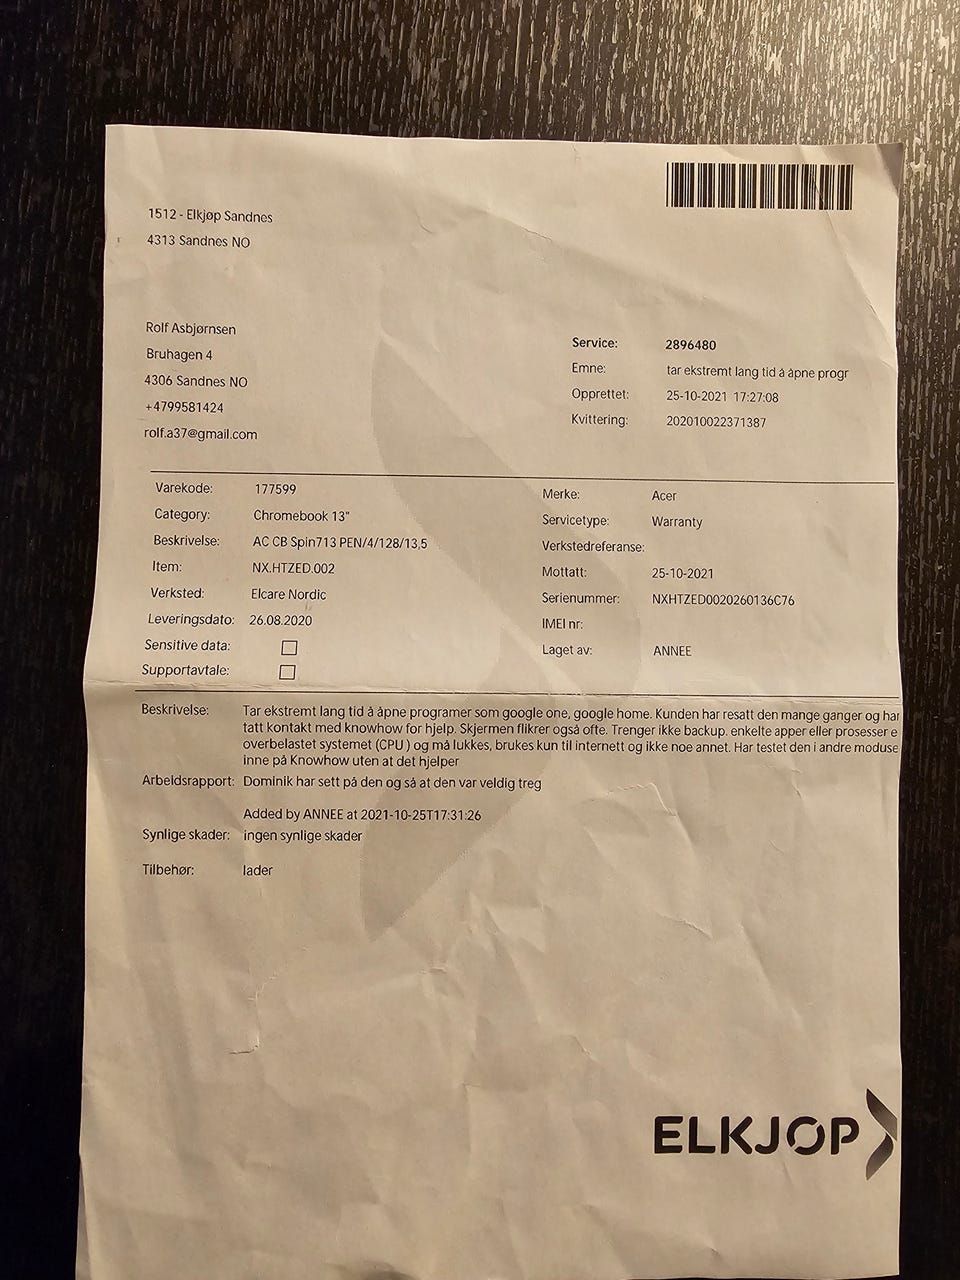 1512 - Elkjøp Sandnes
4313 Sandnes NO
Rolf Asbjørnsen
Bruhagen 4
4306 Sandnes NO
+4799581424
rolf.a37@gmail.com
Service: 2896480
Emne: tar ekstremt lang tid å åpne progr
Opprettet: 25-10-2021 17:27:08
Kvittering: 202010022371387
Varekode: 177599
Category: Chromebook 13"
Beskrivelse: AC CB Spin713 PEN/4/128/13,5
Item: NX.HTZED.002
Verksted: Elcare Nordic
Leveringsdato: 26.08.2020
Sensitive data:
Supportavtale:
Merke: Acer
Servicetype: Warranty
Verkstedreferanse:
Mottatt: 25-10-2021
Serienummer: NXHTZED0020260136C76
IMEI nr:
Laget av: ANNEE
Beskrivelse: Tar ekstremt lang tid å åpne programer som google one, google home. Kunden har resatt den mange ganger og har
tatt kontakt med knowhow for hjelp. Skjermen flikrer også ofte. Trenger ikke backup. enkelte apper eller prosesser e
overbelastet systemet (CPU ) og må lukkes, brukes kun til internett og ikke noe annet. Har testet den i andre moduse
inne på Knowhow uten at det hjelper
Arbeidsrapport: Dominik har sett på den og så at den var veldig treg
Added by ANNEE at 2021-10-25T17:31:26
Synlige skader: ingen synlige skader
Tilbehør: lader
ELKJØP